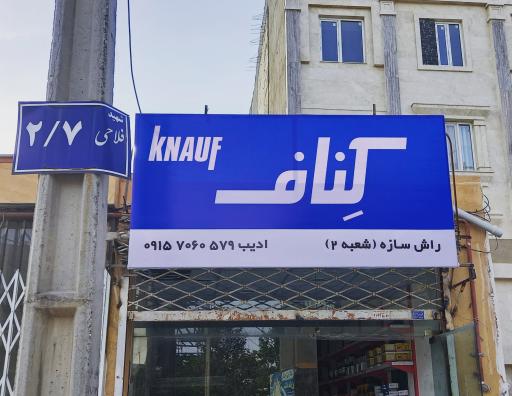 شهید
فلاحی ۲/۷
KNAUF
کناف
راش سازه (شعبه ۲) ادیب ۵۷۹ ۷۰۶۰ ۰۹۱۵